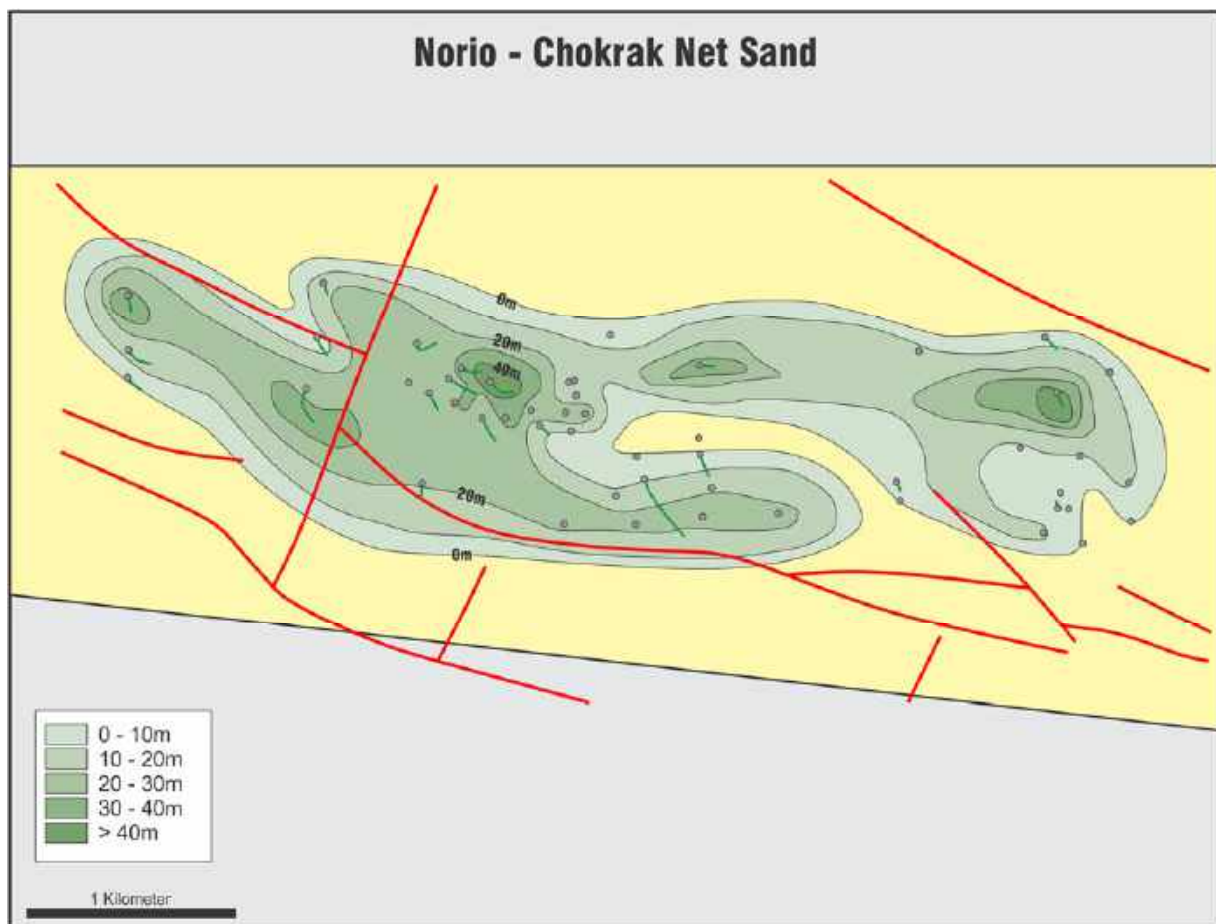 Norio - Chokrak Net Sand
0m
20m
40m
20m
0m
0 - 10m
10 - 20m
20 - 30m
30 - 40m
> 40m
1 Kilometer